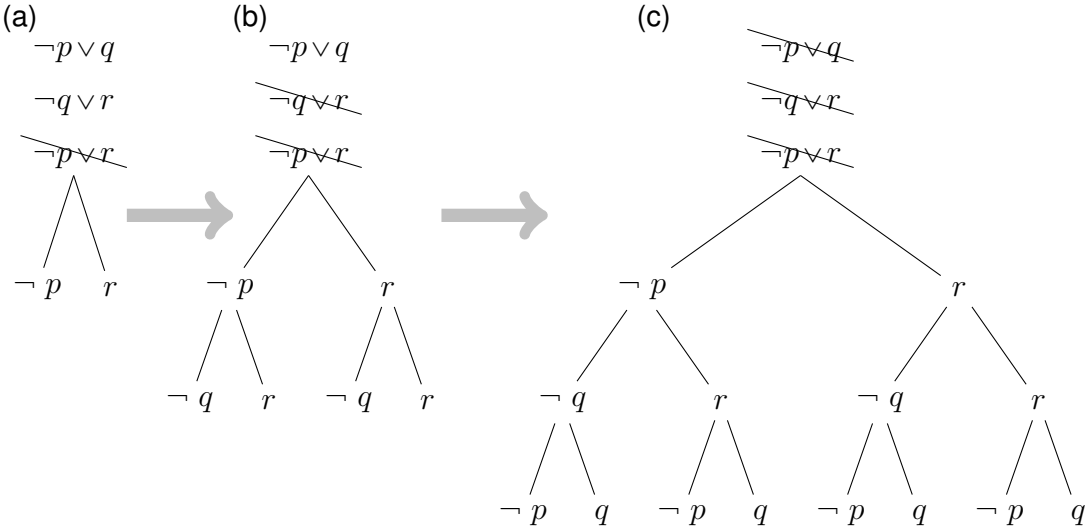 (a) (b) (c)
¬p ∨ q ¬p ∨ q ¬p ∨ q
¬q ∨ r ¬q ∨ r ¬q ∨ r
¬p ∨ r ¬p ∨ r ¬p ∨ r
¬ p r ¬ p r ¬ p r
¬ q r ¬ q r ¬ q r ¬ q r
¬ p q ¬ p q ¬ p q ¬ p q